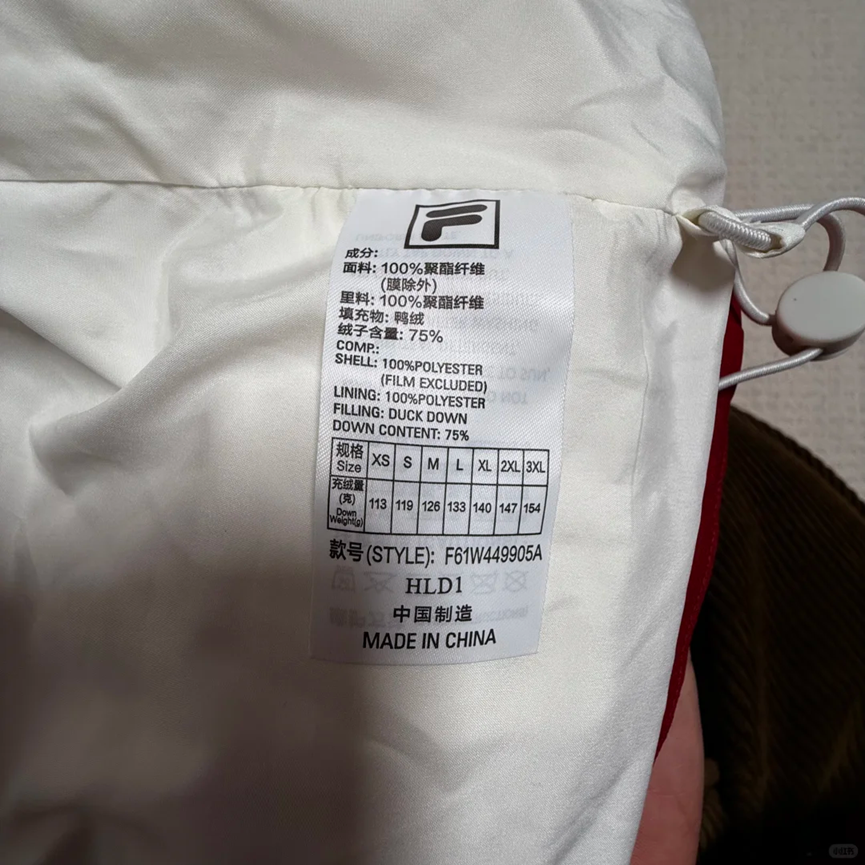 F
成分:
面料: 100%聚酯纤维
(膜除外)
里料: 100%聚酯纤维
填充物: 鸭绒
绒子含量: 75%
COMP.:
SHELL: 100%POLYESTER
(FILM EXCLUDED)
LINING: 100%POLYESTER
FILLING: DUCK DOWN
DOWN CONTENT: 75%
规格 Size XS S M L XL 2XL 3XL
充绒量(克) Down Weight(g) 113 119 126 133 140 147 154
款号(STYLE): F61W449905A
HLD1
中国制造
MADE IN CHINA